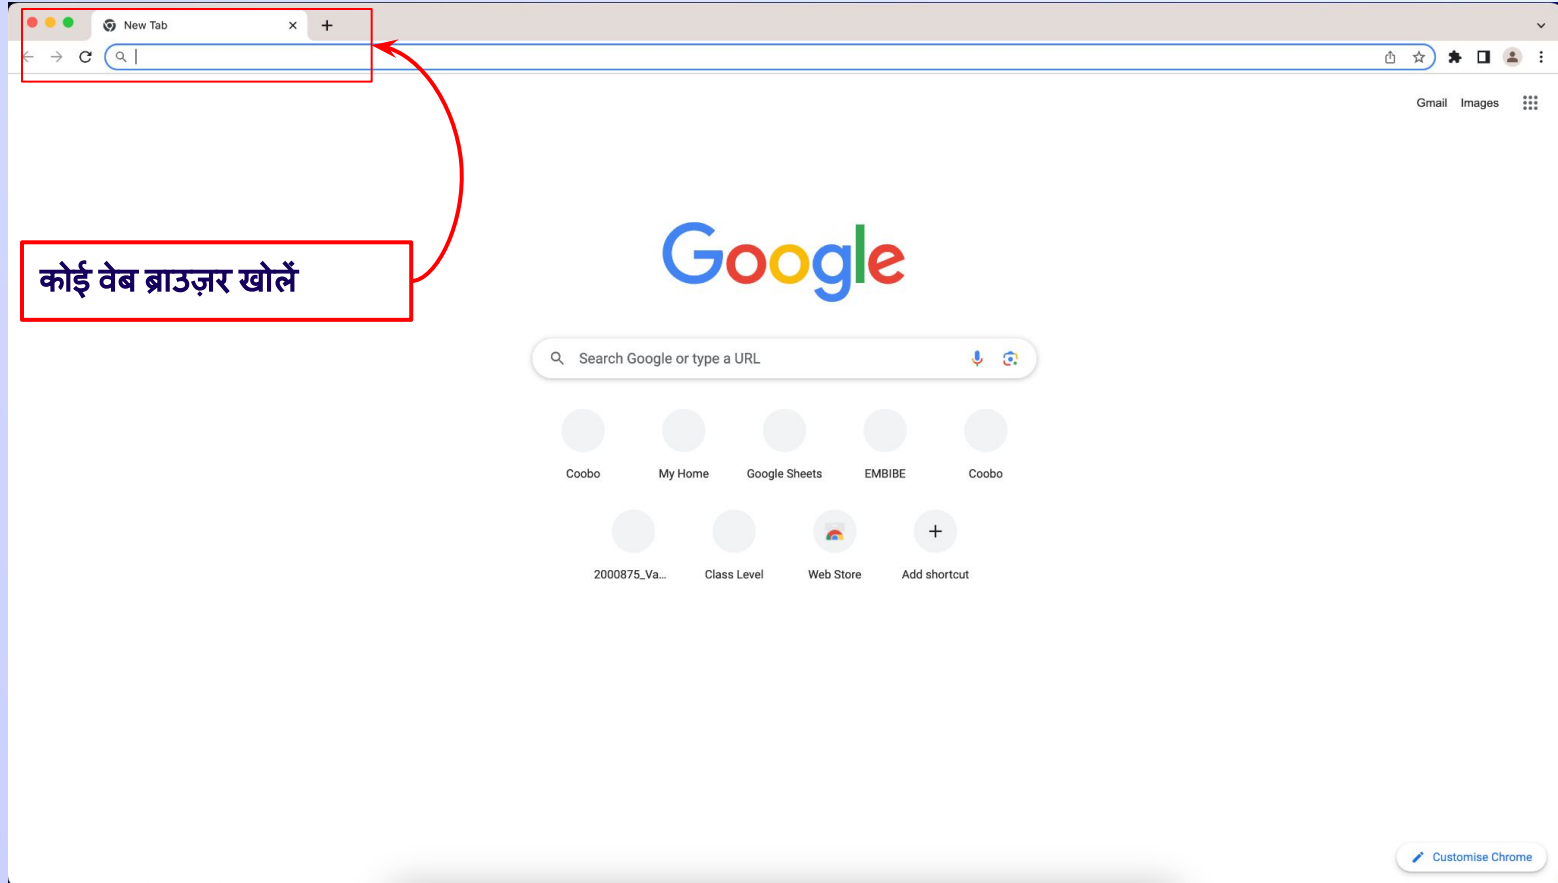 New Tab
Gmail Images
Google
कोई वेब ब्राउज़र खोलें
Search Google or type a URL
Coobo My Home Google Sheets EMBIBE Coobo
2000875_Va... Class Level Web Store Add shortcut
Customise Chrome